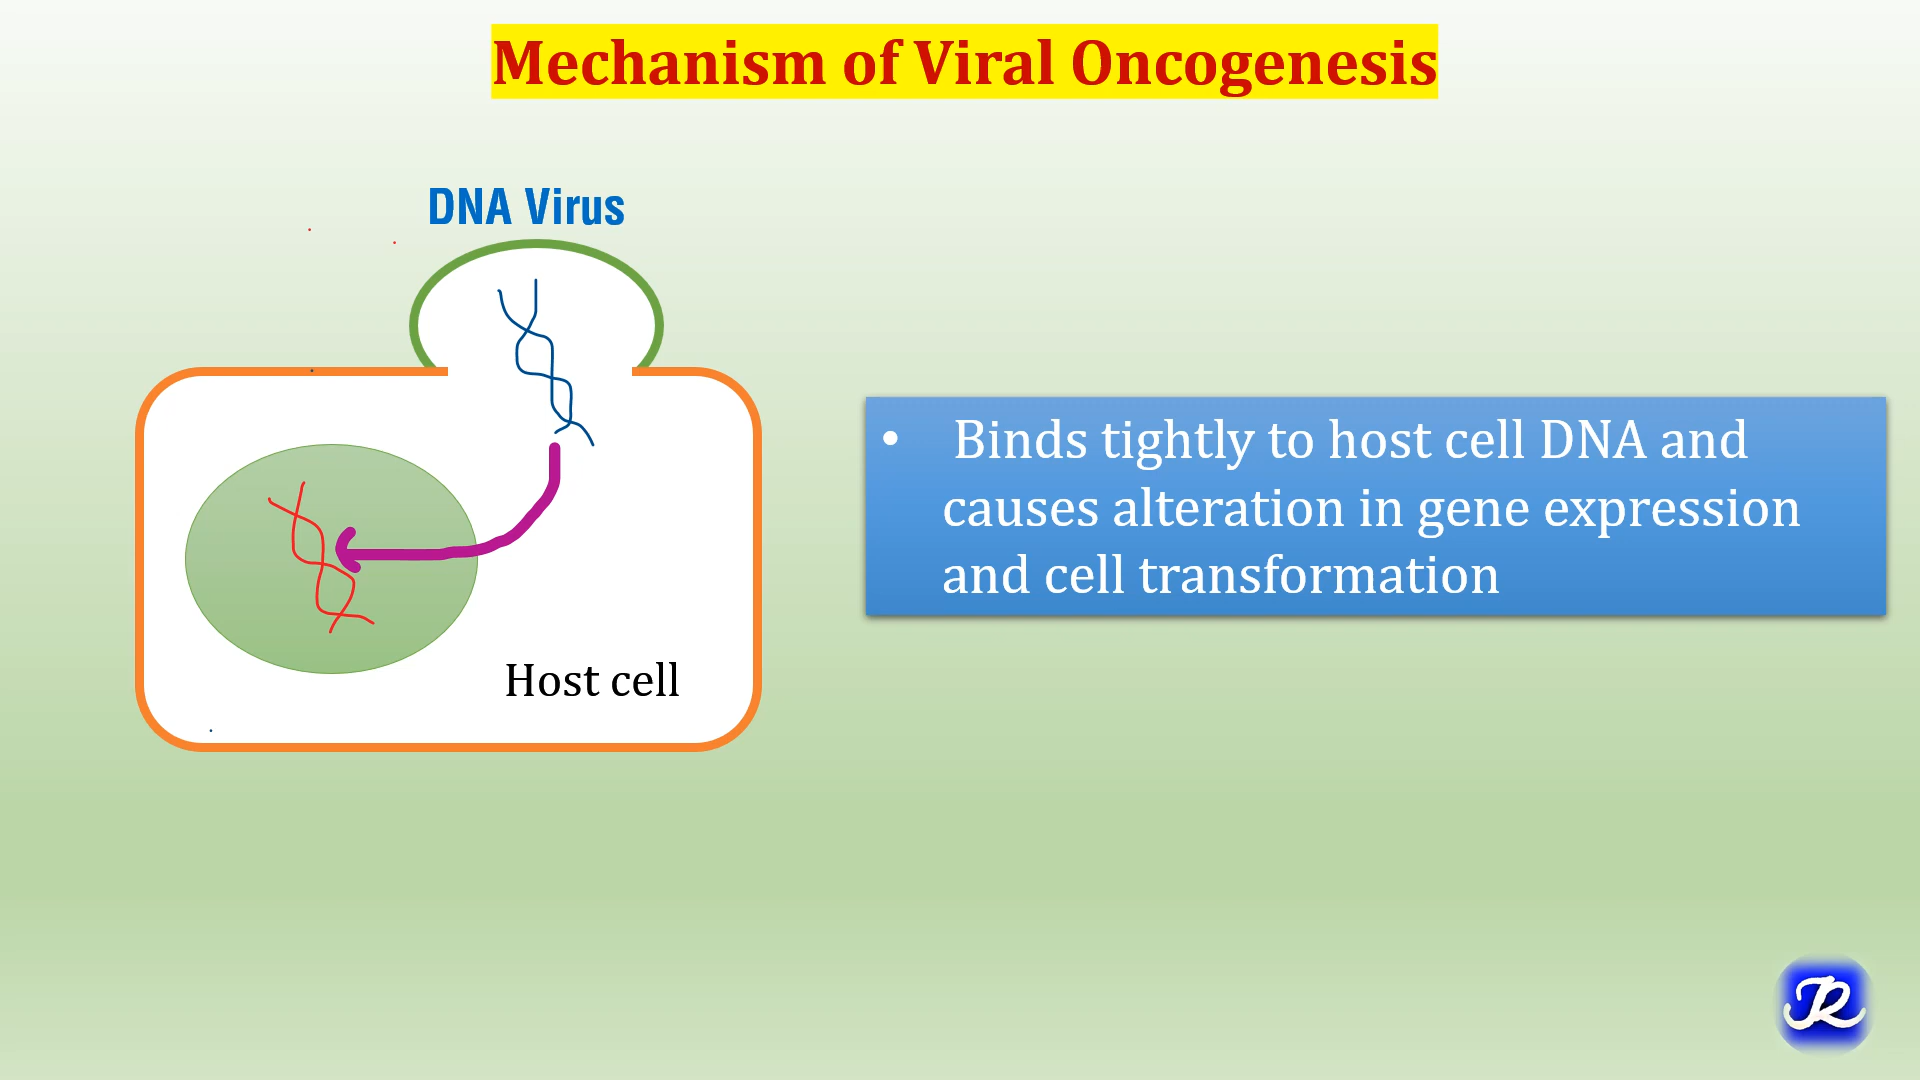 Mechanism of Viral Oncogenesis
DNA Virus
• Binds tightly to host cell DNA and
causes alteration in gene expression
and cell transformation
Host cell
JR